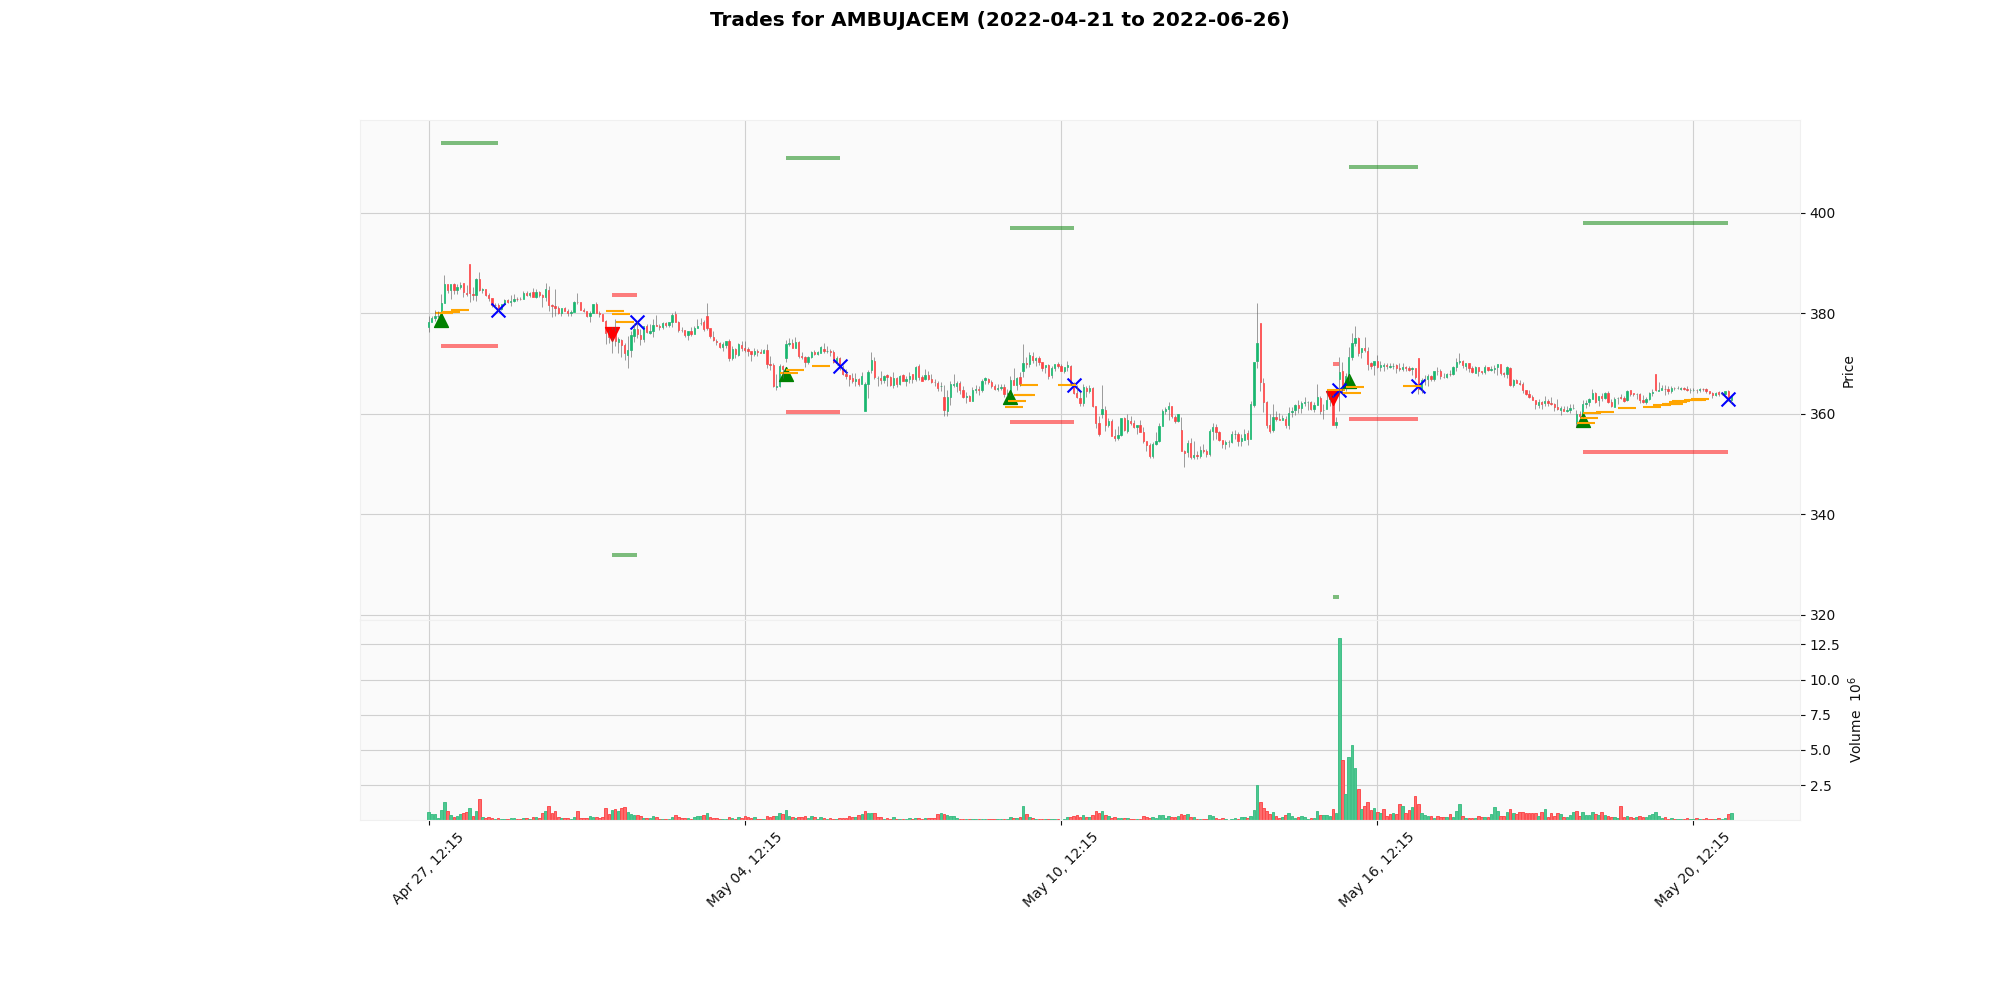 Trades for AMBUJACEM (2022-04-21 to 2022-06-26)
400
380
360
340
320
Price
12.5
10.0
7.5
5.0
2.5
Volume 10⁶
Apr 27, 12:15
May 04, 12:15
May 10, 12:15
May 16, 12:15
May 20, 12:15